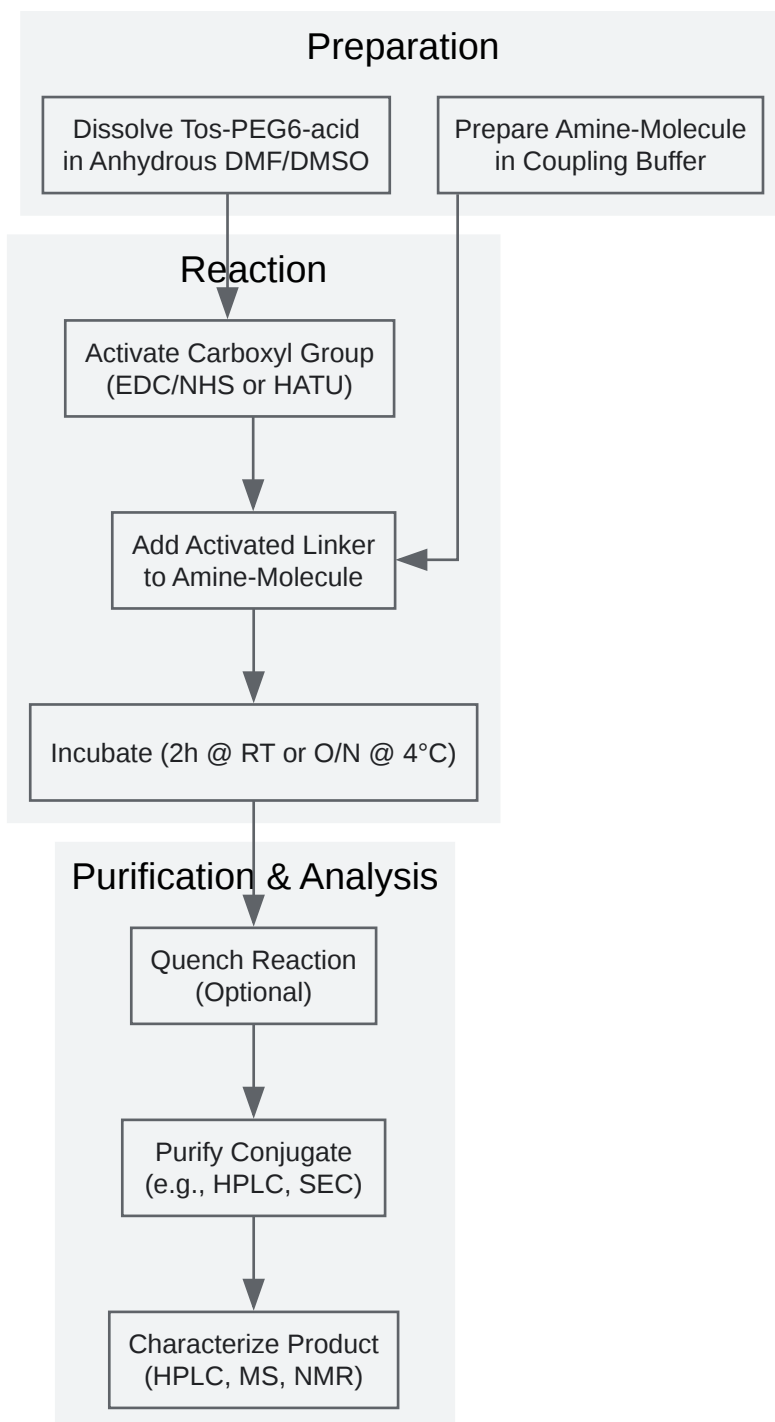 Preparation
Dissolve Tos-PEG6-acid
in Anhydrous DMF/DMSO
Prepare Amine-Molecule
in Coupling Buffer
Reaction
Activate Carboxyl Group
(EDC/NHS or HATU)
Add Activated Linker
to Amine-Molecule
Incubate (2h @ RT or O/N @ 4°C)
Purification & Analysis
Quench Reaction
(Optional)
Purify Conjugate
(e.g., HPLC, SEC)
Characterize Product
(HPLC, MS, NMR)